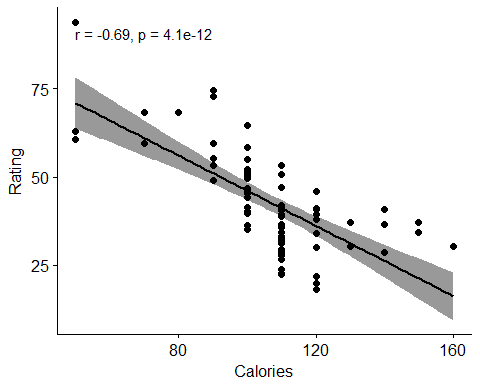 r = -0.69, p = 4.1e-12
75
50
25
Rating
80
120
160
Calories